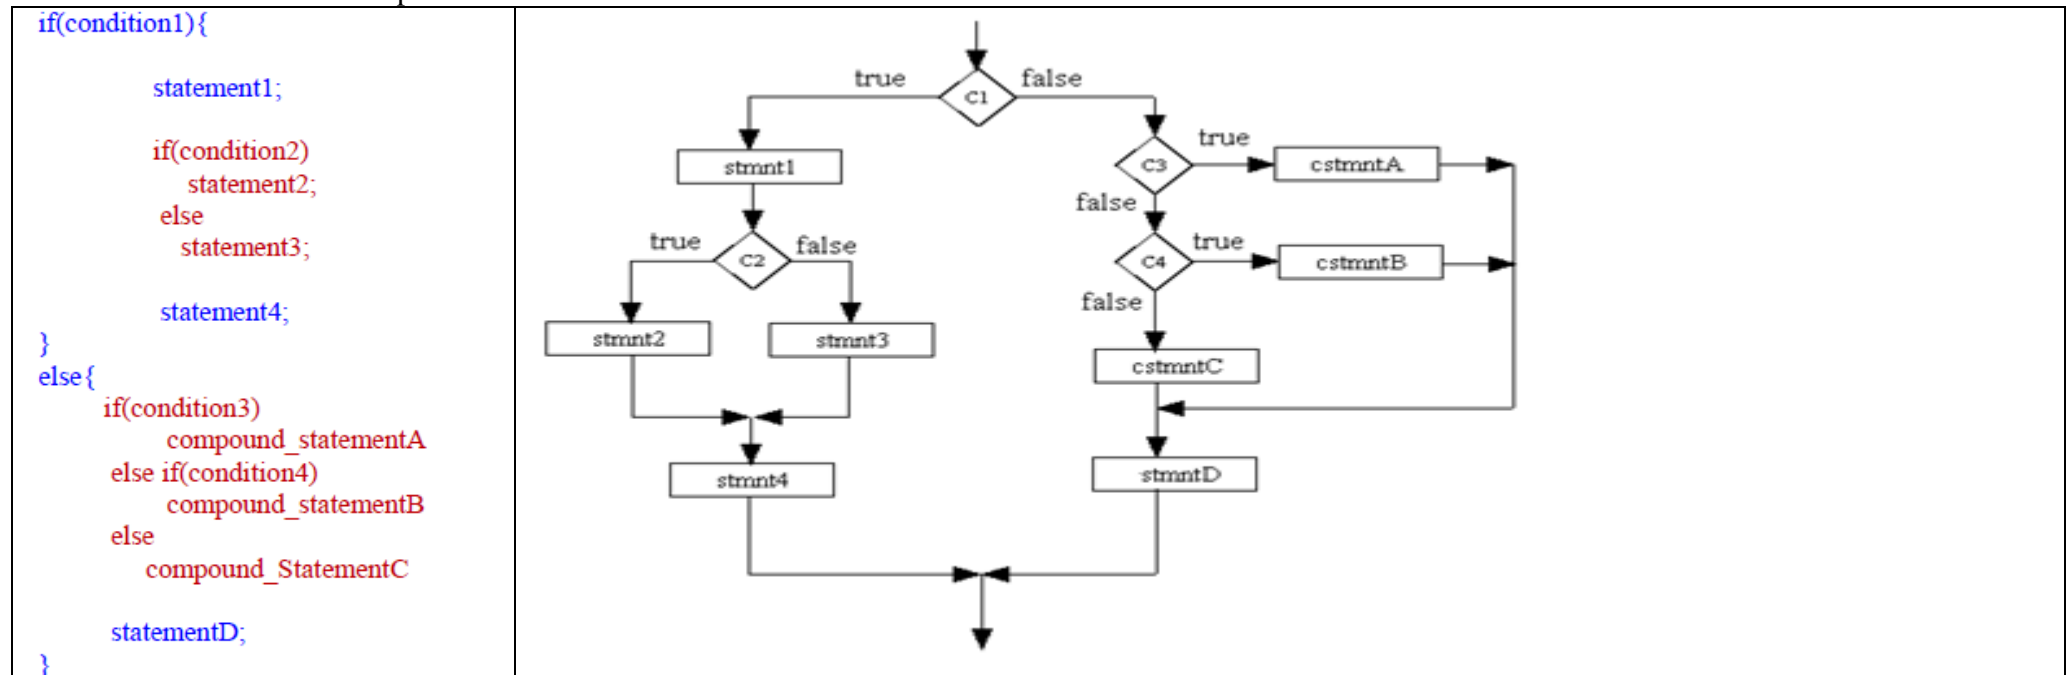 if(condition1){
statement1;
if(condition2)
statement2;
else
statement3;
statement4;
}
else{
if(condition3)
compound_statementA
else if(condition4)
compound_statementB
else
compound_StatementC
statementD;
}
true
false
C1
true
stmnt1
C3
cstmntA
false
true
false
true
C2
C4
cstmntB
false
stmnt2
stmnt3
cstmntC
stmnt4
stmntD